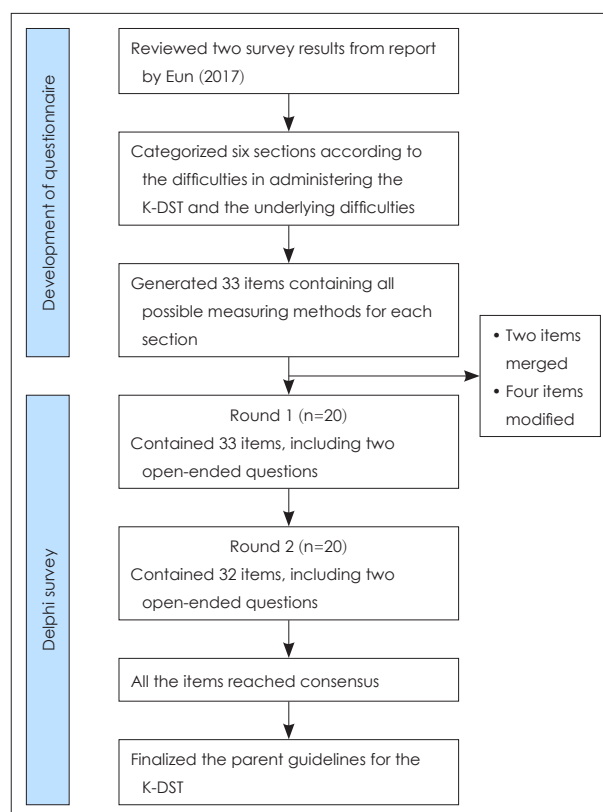 Development of questionnaire
Reviewed two survey results from report
by Eun (2017)
Categorized six sections according to
the difficulties in administering the
K-DST and the underlying difficulties
Generated 33 items containing all
possible measuring methods for each
section
• Two items
merged
• Four items
modified
Delphi survey
Round 1 (n=20)
Contained 33 items, including two
open-ended questions
Round 2 (n=20)
Contained 32 items, including two
open-ended questions
All the items reached consensus
Finalized the parent guidelines for the
K-DST